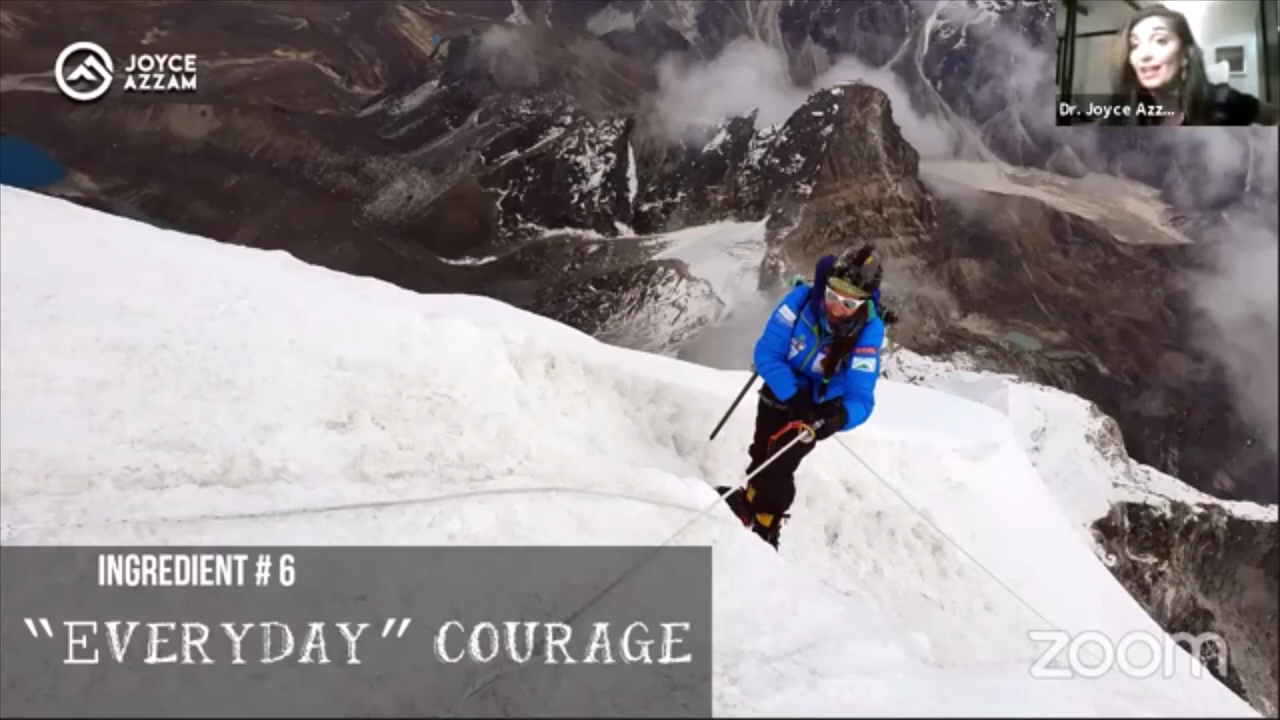 JOYCE
AZZAM
Dr. Joyce Azz...
INGREDIENT # 6
“EVERYDAY” COURAGE
zoom